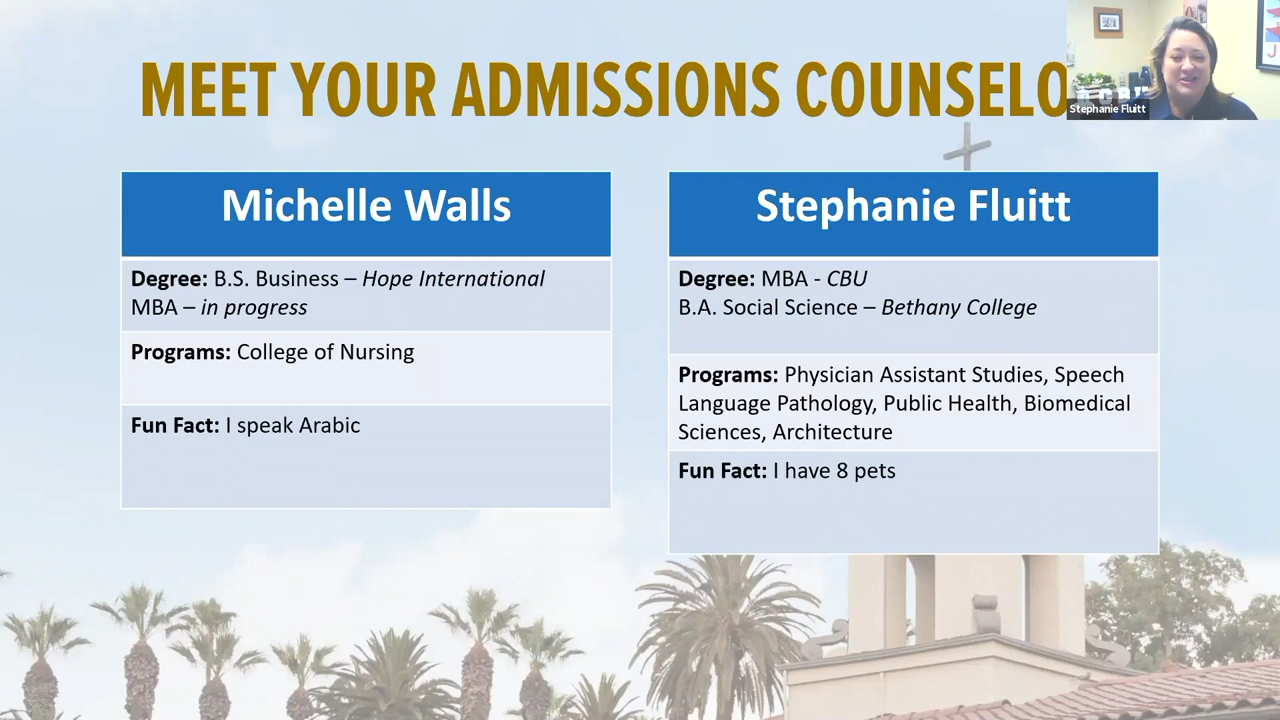 MEET YOUR ADMISSIONS COUNSELO
Stephanie Fluitt
Michelle Walls
Degree: B.S. Business – Hope International
MBA – in progress
Programs: College of Nursing
Fun Fact: I speak Arabic
Stephanie Fluitt
Degree: MBA - CBU
B.A. Social Science – Bethany College
Programs: Physician Assistant Studies, Speech
Language Pathology, Public Health, Biomedical
Sciences, Architecture
Fun Fact: I have 8 pets